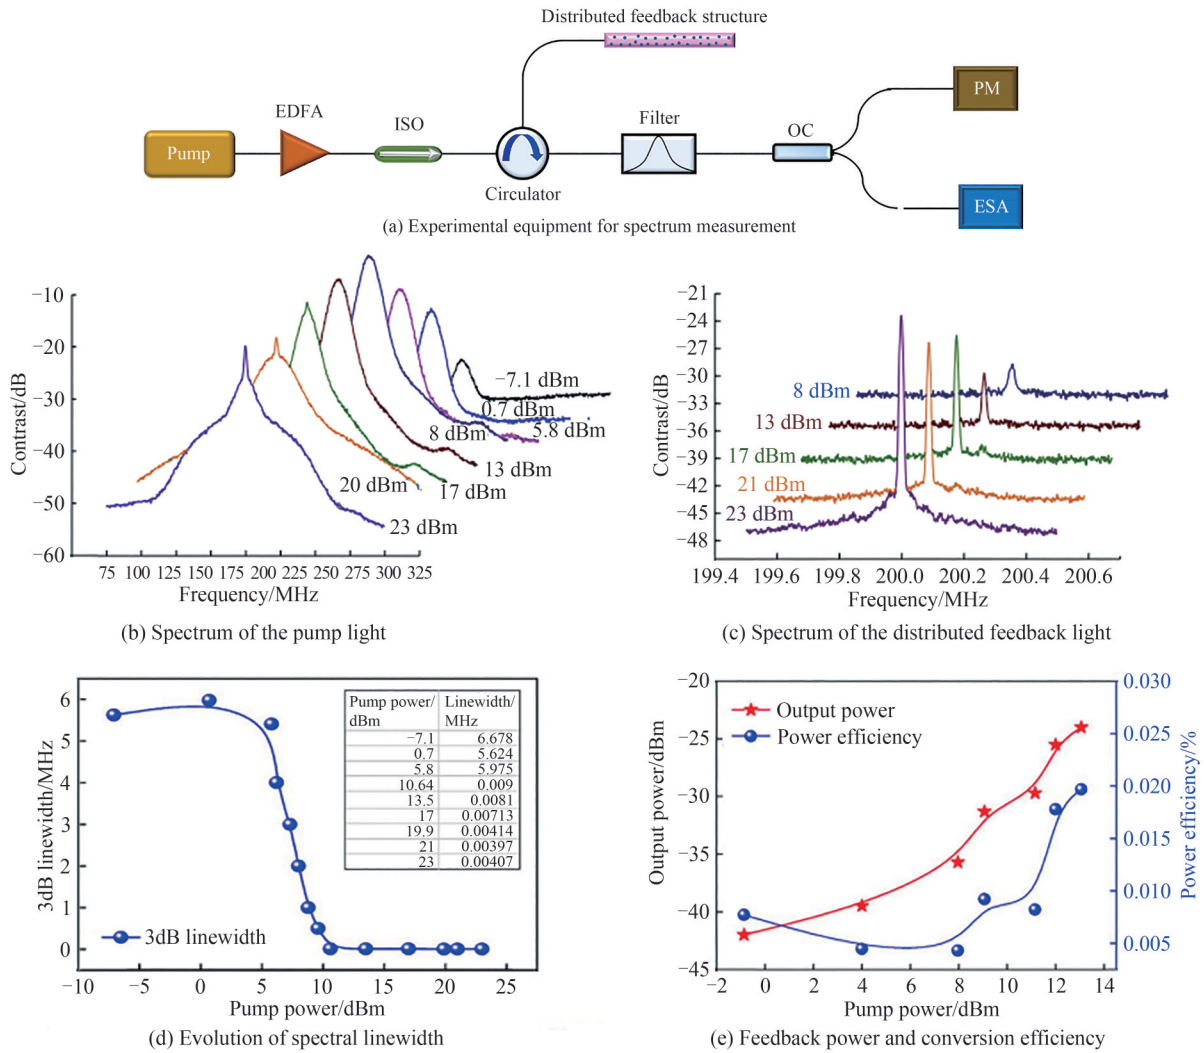 Distributed feedback structure
EDFA
ISO
Filter
OC
PM
Pump
Circulator
ESA
(a) Experimental equipment for spectrum measurement
Contrast/dB
−10
−20
−30
−40
−50
−60
−7.1 dBm
0.7 dBm
5.8 dBm
8 dBm
13 dBm
17 dBm
20 dBm
23 dBm
75 100 125 150 175 200 225 250 275 300 325
Frequency/MHz
(b) Spectrum of the pump light
Contrast/dB
−21
−24
−27
−30
−33
−36
−39
−42
−45
−48
8 dBm
13 dBm
17 dBm
21 dBm
23 dBm
199.4 199.6 199.8 200.0 200.2 200.4 200.6
Frequency/MHz
(c) Spectrum of the distributed feedback light
3dB linewidth/MHz
6
5
4
3
2
1
0
Pump power/ Linewidth/
dBm MHz
−7.1 6.678
0.7 5.624
5.8 5.975
10.64 0.009
13.5 0.0081
17 0.00713
19.9 0.00414
21 0.00397
23 0.00407
3dB linewidth
−10 −5 0 5 10 15 20 25
Pump power/dBm
(d) Evolution of spectral linewidth
Output power/dBm
−20
−25
−30
−35
−40
−45
Output power
Power efficiency
0.030
0.025
0.020
0.015
0.010
0.005
Power efficiency/%
−2 0 2 4 6 8 10 12 14
Pump power/dBm
(e) Feedback power and conversion efficiency